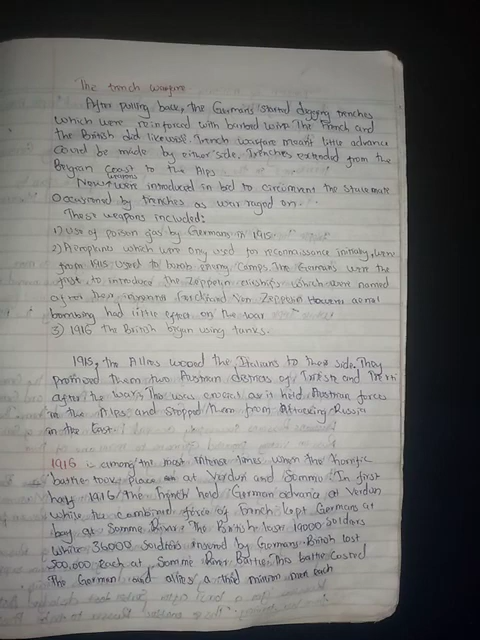 The trench warfare
After pulling back, the Germans started digging trenches
which were reinforced with barbed wire. The French and
the British did likewise. Trench warfare meant little advance
could be made by either side. Trenches extended from the
Belgian coast to the Alps
New weapons were introduced in bid to circumvent the stalemate
Occassioned by trenches as war raged on.
These weapons included:
1) Use of poison gas by Germans in 1915.
2) Aeroplane which were only used for reconnaissance initially, were
from 1915 used to bomb enemy camps. The Germans were the
first to introduce the Zeppelin airships which were named
after their inventor Ferdinand Von Zeppelin However aerial
bombing had little effect on the war
3) 1916 the British began using tanks.
1915, the Allies wooed the Italians to their side. They
promised them two Austrian districts of Trieste and
after the war. This was crucial as it held Austrian forces
in the Alps and stopped them from Attacking Russia
in the East.
1916 is among the most intense times when the horrific
battle took place at Verdun and Somme. In first
half 1916 The French held German advance at Verdun
while the combined force of French kept Germans at
bay at Somme River. The British lost 19000 soldiers
while 36000 soldiers injured by Germans. British lost
500,000 each at Somme River Battle. This battle costed
The German and allies a third million men each